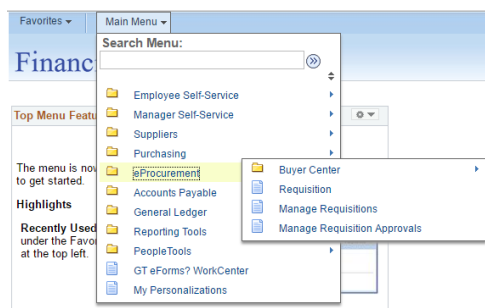 Favorites
Main Menu
Search Menu:
Financ
Top Menu Featu
Employee Self-Service
Manager Self-Service
Suppliers
Purchasing
eProcurement
Accounts Payable
General Ledger
Reporting Tools
PeopleTools
GT eForms? WorkCenter
My Personalizations
Buyer Center
Requisition
Manage Requisitions
Manage Requisition Approvals
The menu is now
to get started.
Highlights
Recently Used
under the Favor
at the top left.